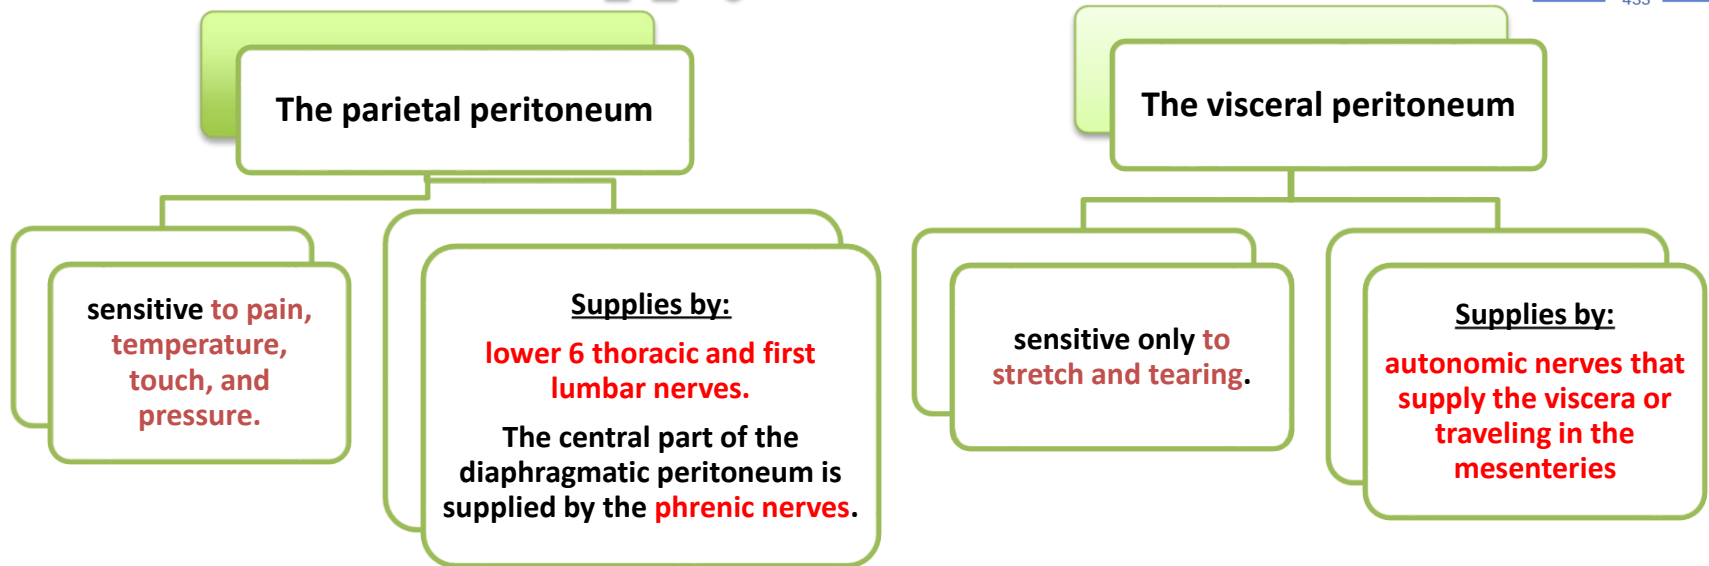 433
The parietal peritoneum
sensitive to pain,
temperature,
touch, and
pressure.
Supplies by:
lower 6 thoracic and first
lumbar nerves.
The central part of the
diaphragmatic peritoneum is
supplied by the phrenic nerves.
The visceral peritoneum
sensitive only to
stretch and tearing.
Supplies by:
autonomic nerves that
supply the viscera or
traveling in the
mesenteries